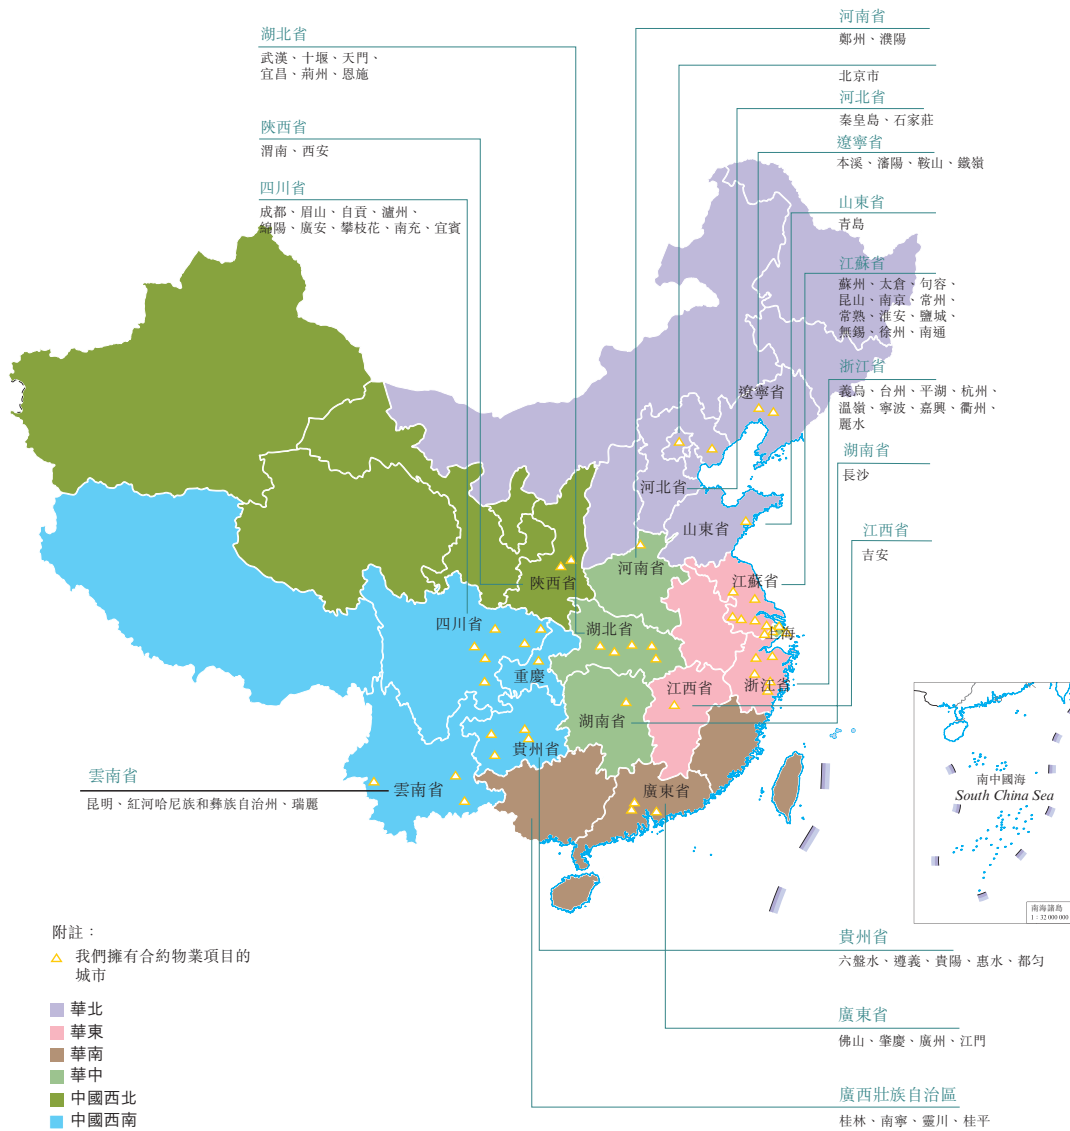 湖北省
武漢、十堰、天門、
宜昌、荊州、恩施
陝西省
渭南、西安
四川省
成都、眉山、自貢、瀘州、
綿陽、廣安、攀枝花、南充、宜賓
河南省
鄭州、濮陽
北京市
河北省
秦皇島、石家莊
遼寧省
本溪、瀋陽、鞍山、鐵嶺
山東省
青島
江蘇省
蘇州、太倉、句容、
昆山、南京、常州、
常熟、淮安、鹽城、
無錫、徐州、南通
浙江省
義烏、台州、平湖、杭州、
溫嶺、寧波、嘉興、衢州、
麗水
湖南省
長沙
江西省
吉安
遼寧省
河北省
山東省
河南省
陝西省
江蘇省
四川省
湖北省
上海
重慶
江西省
浙江省
湖南省
貴州省
雲南省
廣東省
雲南省
昆明、紅河哈尼族和彝族自治州、瑞麗
南中國海
South China Sea
南海諸島
1：32 000 000
貴州省
六盤水、遵義、貴陽、惠水、都勻
廣東省
佛山、肇慶、廣州、江門
廣西壯族自治區
桂林、南寧、靈川、桂平
附註：
我們擁有合約物業項目的
城市
華北
華東
華南
華中
中國西北
中國西南